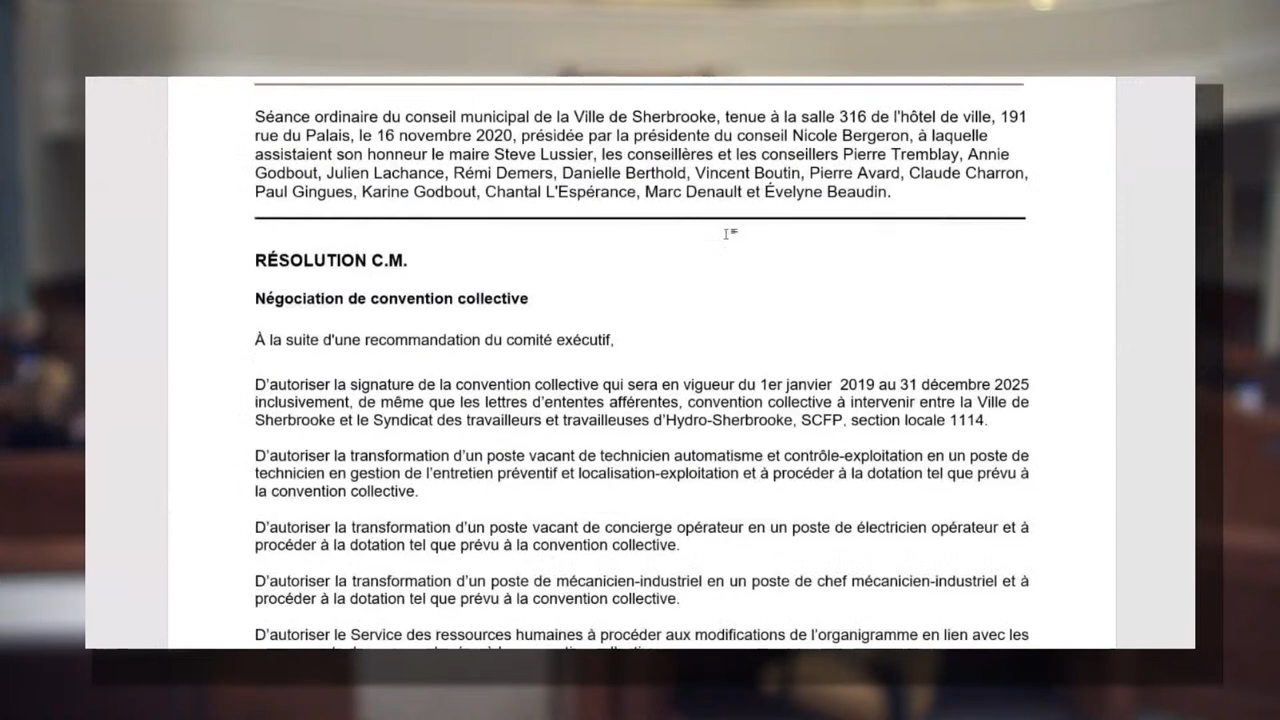 Séance ordinaire du conseil municipal de la Ville de Sherbrooke, tenue à la salle 316 de l'hôtel de ville, 191
rue du Palais, le 16 novembre 2020, présidée par la présidente du conseil Nicole Bergeron, à laquelle
assistaient son honneur le maire Steve Lussier, les conseillères et les conseillers Pierre Tremblay, Annie
Godbout, Julien Lachance, Rémi Demers, Danielle Berthold, Vincent Boutin, Pierre Avard, Claude Charron,
Paul Gingues, Karine Godbout, Chantal L'Espérance, Marc Denault et Évelyne Beaudin.
RÉSOLUTION C.M.
Négociation de convention collective
À la suite d'une recommandation du comité exécutif,
D'autoriser la signature de la convention collective qui sera en vigueur du 1er janvier 2019 au 31 décembre 2025
inclusivement, de même que les lettres d'ententes afférentes, convention collective à intervenir entre la Ville de
Sherbrooke et le Syndicat des travailleurs et travailleuses d'Hydro-Sherbrooke, SCFP, section locale 1114.
D'autoriser la transformation d'un poste vacant de technicien automatisme et contrôle-exploitation en un poste de
technicien en gestion de l'entretien préventif et localisation-exploitation et à procéder à la dotation tel que prévu à
la convention collective.
D'autoriser la transformation d'un poste vacant de concierge opérateur en un poste de électricien opérateur et à
procéder à la dotation tel que prévu à la convention collective.
D'autoriser la transformation d'un poste de mécanicien-industriel en un poste de chef mécanicien-industriel et à
procéder à la dotation tel que prévu à la convention collective.
D'autoriser le Service des ressources humaines à procéder aux modifications de l'organigramme en lien avec les